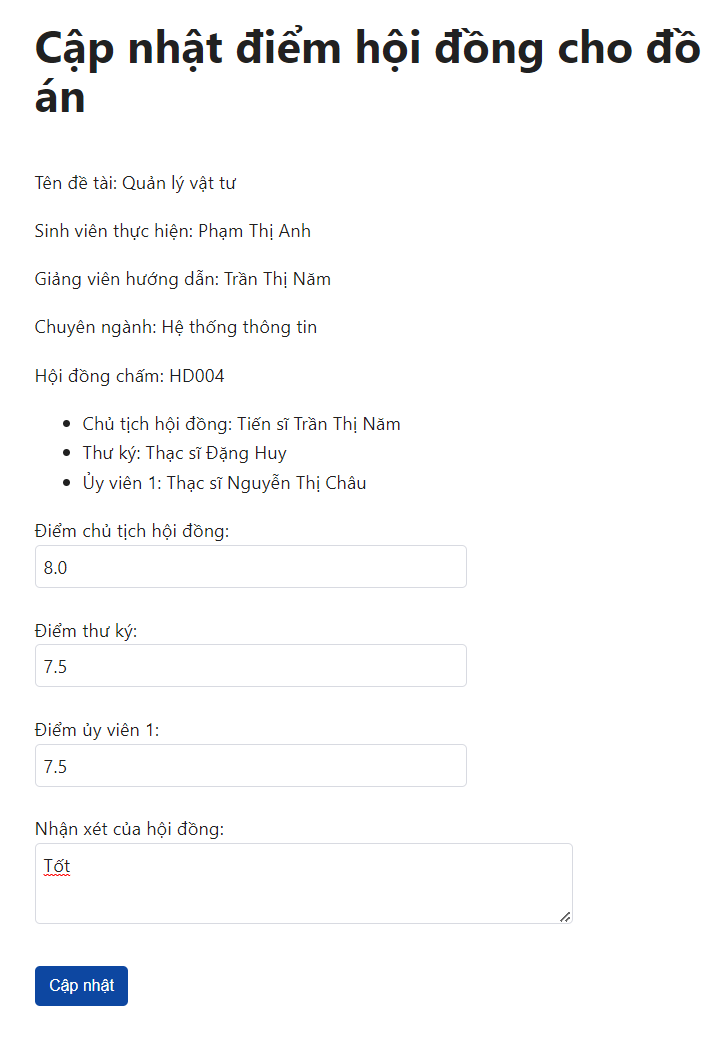 Cập nhật điểm hội đồng cho đồ
án
Tên đề tài: Quản lý vật tư
Sinh viên thực hiện: Phạm Thị Anh
Giảng viên hướng dẫn: Trần Thị Năm
Chuyên ngành: Hệ thống thông tin
Hội đồng chấm: HD004
• Chủ tịch hội đồng: Tiến sĩ Trần Thị Năm
• Thư ký: Thạc sĩ Đặng Huy
• Ủy viên 1: Thạc sĩ Nguyễn Thị Châu
Điểm chủ tịch hội đồng:
8.0
Điểm thư ký:
7.5
Điểm ủy viên 1:
7.5
Nhận xét của hội đồng:
Tốt
Cập nhật